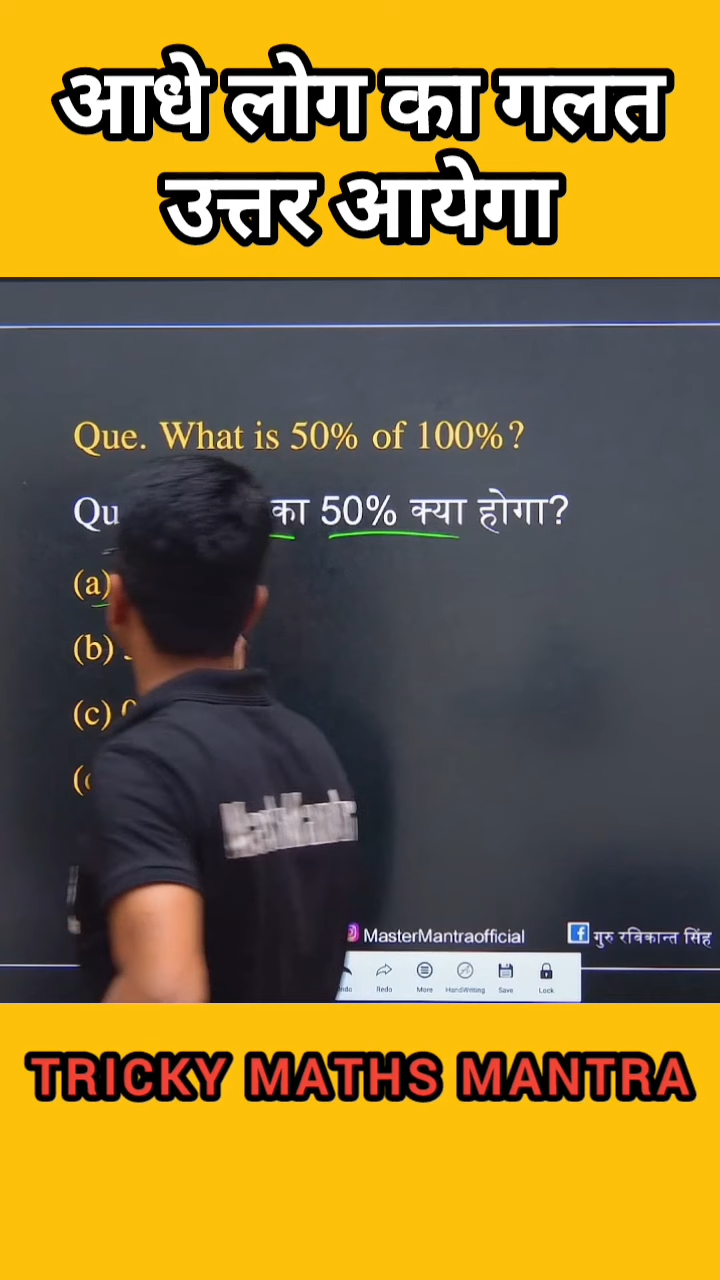 आधे लोग का गलत
उत्तर आयेगा
Que. What is 50% of 100%?
Qu का 50% क्या होगा?
(a)
(b)
(c)
MasterMantraofficial
गुरु रविकान्त सिंह
Redo More HandWriting Save Lock
TRICKY MATHS MANTRA